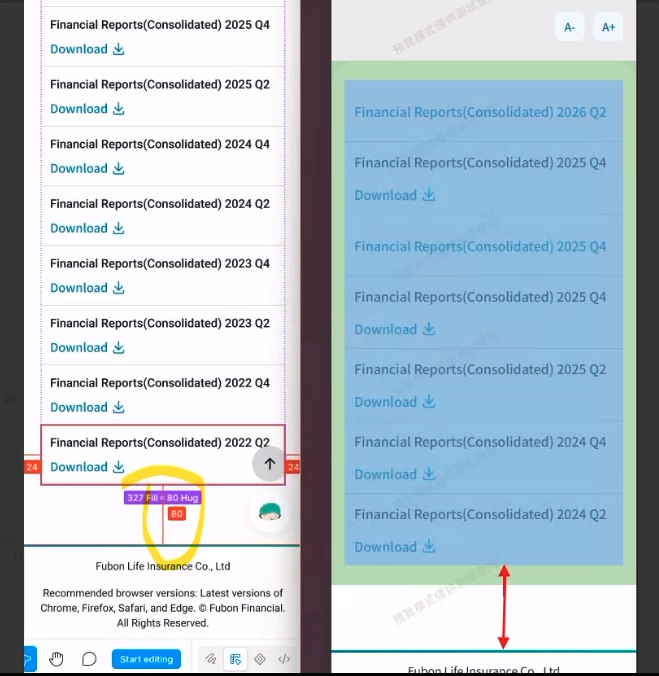 Financial Reports(Consolidated) 2025 Q4
Download
Financial Reports(Consolidated) 2025 Q2
Download
Financial Reports(Consolidated) 2024 Q4
Download
Financial Reports(Consolidated) 2024 Q2
Download
Financial Reports(Consolidated) 2023 Q4
Download
Financial Reports(Consolidated) 2023 Q2
Download
Financial Reports(Consolidated) 2022 Q4
Download
Financial Reports(Consolidated) 2022 Q2
Download
24
24
327 Fill × 80 Hug
80
Fubon Life Insurance Co., Ltd
Recommended browser versions: Latest versions of
Chrome, Firefox, Safari, and Edge. © Fubon Financial.
All Rights Reserved.
Start editing
A-
A+
Financial Reports(Consolidated) 2026 Q2
Financial Reports(Consolidated) 2025 Q4
Download
Financial Reports(Consolidated) 2025 Q4
Financial Reports(Consolidated) 2025 Q4
Download
Financial Reports(Consolidated) 2025 Q2
Download
Financial Reports(Consolidated) 2024 Q4
Download
Financial Reports(Consolidated) 2024 Q2
Download
Fubon Life Insurance Co., Ltd